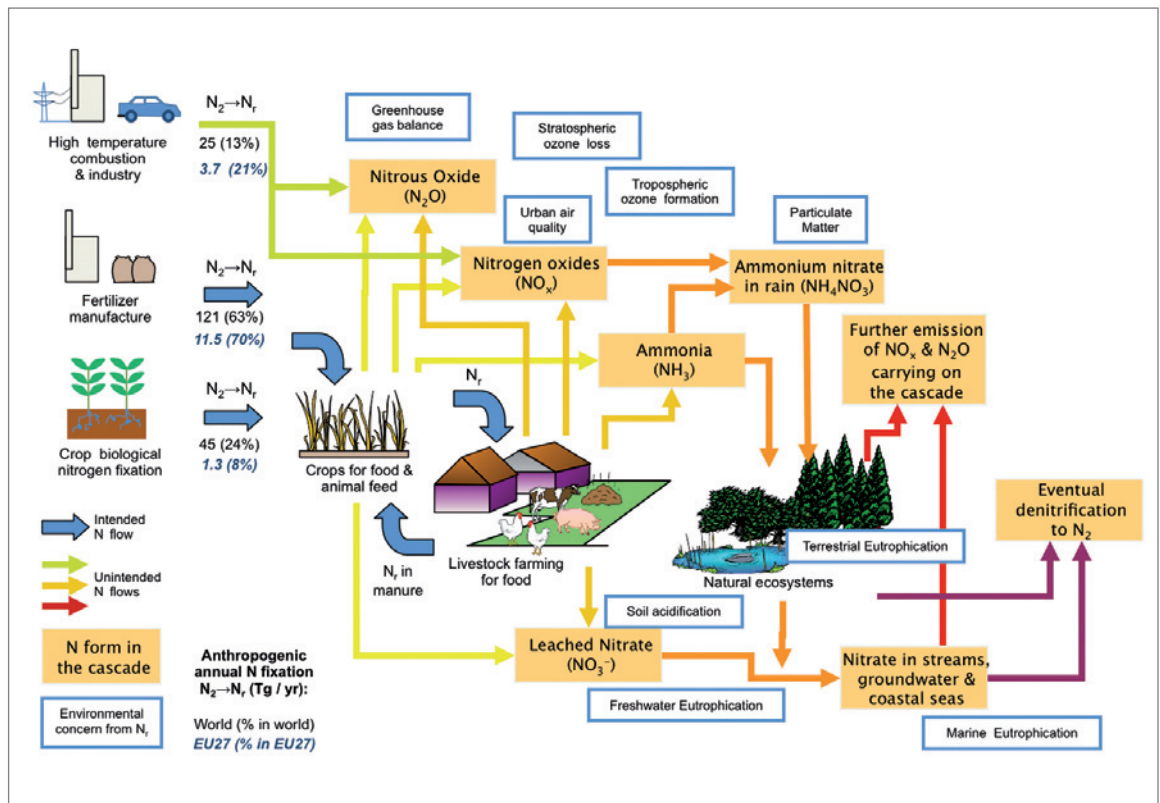 N₂→Nᵣ
25 (13%)
3.7 (21%)
High temperature
combustion
& industry
Greenhouse
gas balance
Stratospheric
ozone loss
Nitrous Oxide
(N₂O)
Tropospheric
ozone formation
Urban air
quality
Particulate
Matter
N₂→Nᵣ
121 (63%)
11.5 (70%)
Fertilizer
manufacture
Nitrogen oxides
(NOₓ)
Ammonium nitrate
in rain (NH₄NO₃)
Further emission
of NOₓ & N₂O
carrying on
the cascade
Ammonia
(NH₃)
N₂→Nᵣ
45 (24%)
1.3 (8%)
Crop biological
nitrogen fixation
Nᵣ
Crops for food &
animal feed
Eventual
denitrification
to N₂
Intended
N flow
Unintended
N flows
Nᵣ in
manure
Livestock farming
for food
Terrestrial Eutrophication
Natural ecosystems
Soil acidification
N form in
the cascade
Anthropogenic
annual N fixation
N₂→Nᵣ (Tg / yr):
Leached Nitrate
(NO₃⁻)
Nitrate in streams,
groundwater &
coastal seas
Environmental
concern from Nᵣ
World (% in world)
EU27 (% in EU27)
Freshwater Eutrophication
Marine Eutrophication